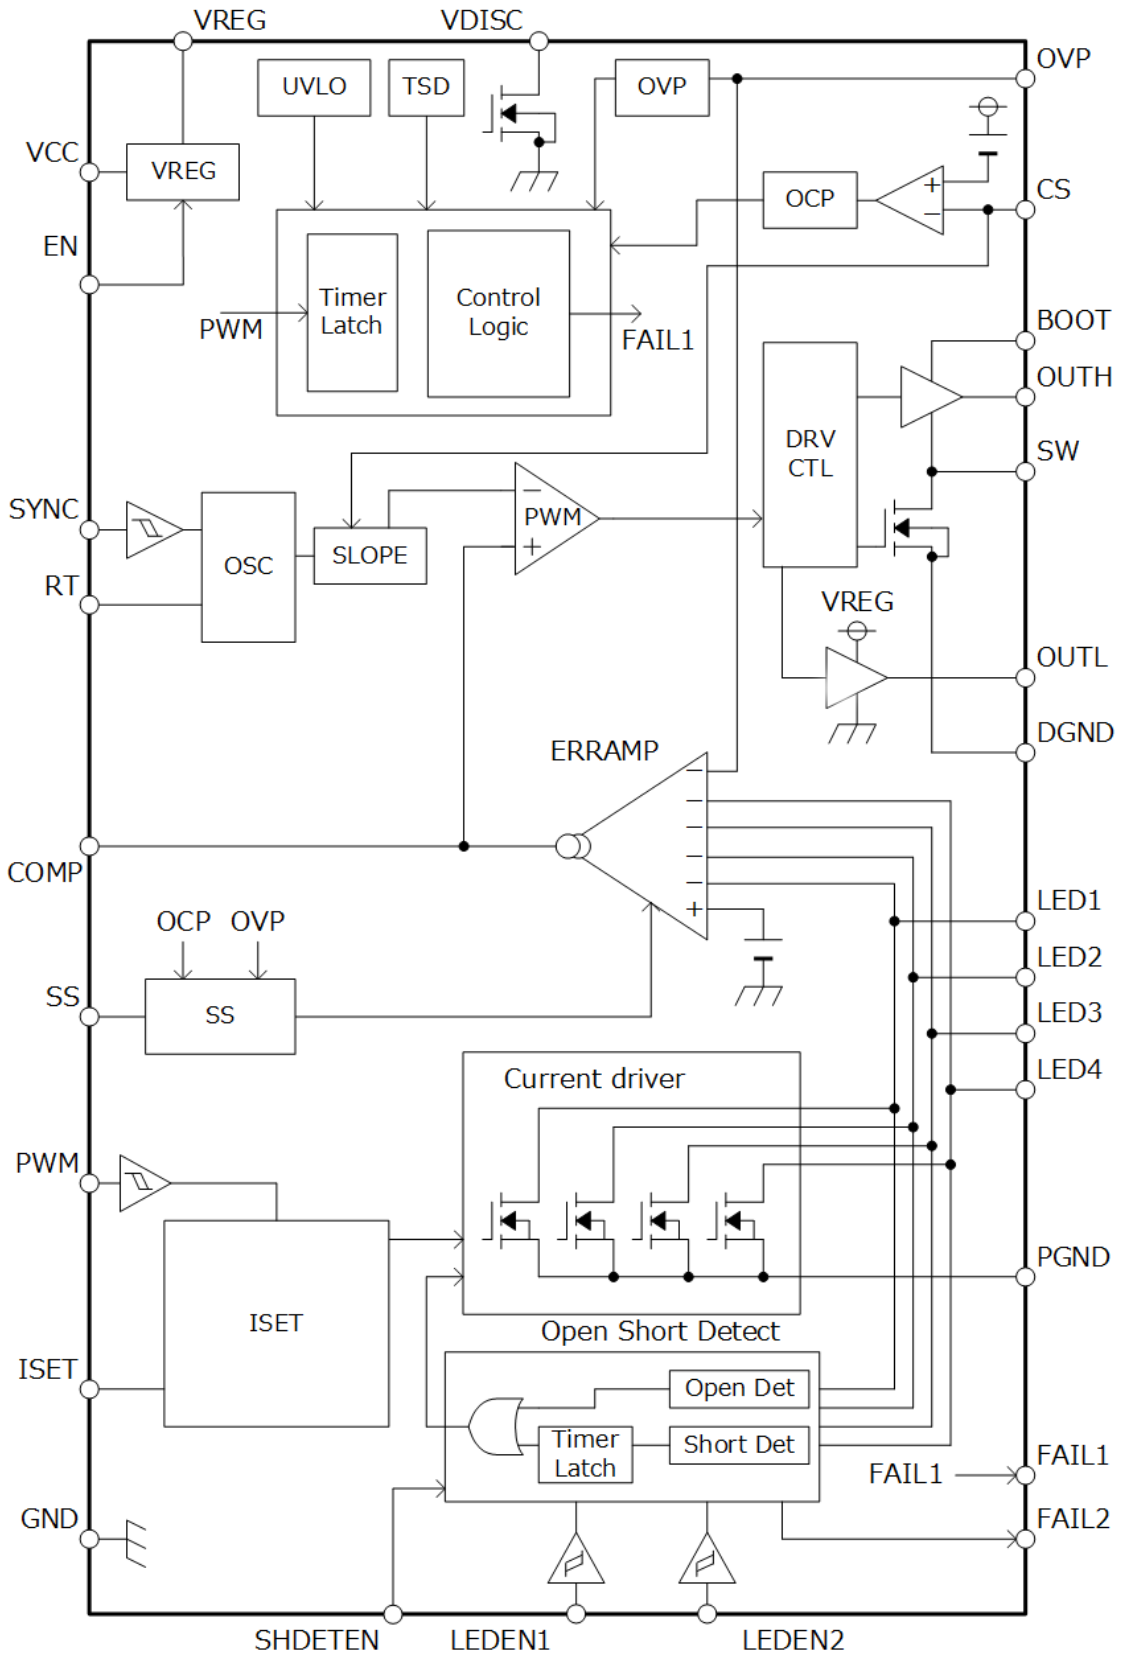 VREG
VDISC
OVP
UVLO
TSD
OVP
VCC
VREG
OCP
+
−
CS
EN
Timer
Latch
Control
Logic
PWM
FAIL1
BOOT
OUTH
DRV
CTL
SW
SYNC
OSC
SLOPE
−
PWM
+
RT
VREG
OUTL
DGND
ERRAMP
−
−
−
−
−
+
COMP
LED1
OCP OVP
LED2
SS
SS
LED3
LED4
Current driver
PWM
PGND
ISET
Open Short Detect
ISET
Open Det
Timer
Latch
Short Det
FAIL1
FAIL1
GND
FAIL2
SHDETEN
LEDEN1
LEDEN2